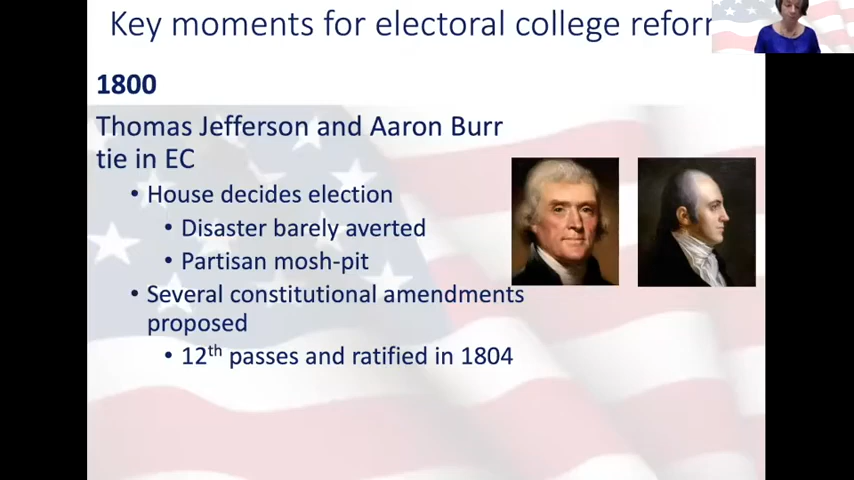 Key moments for electoral college refor
1800
Thomas Jefferson and Aaron Burr
tie in EC
• House decides election
• Disaster barely averted
• Partisan mosh-pit
• Several constitutional amendments
proposed
• 12th passes and ratified in 1804